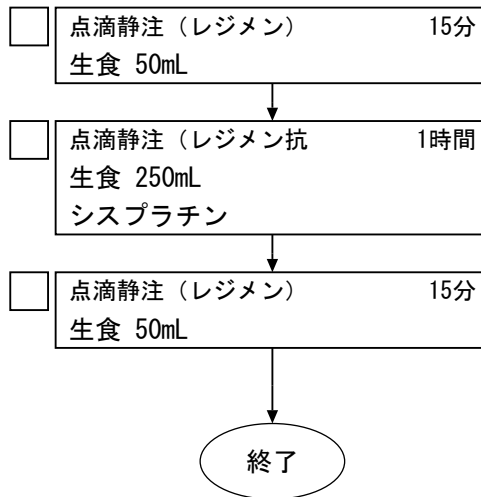 点滴静注（レジメン） 15分
生食 50mL
点滴静注（レジメン抗 1時間
生食 250mL
シスプラチン
点滴静注（レジメン） 15分
生食 50mL
終了